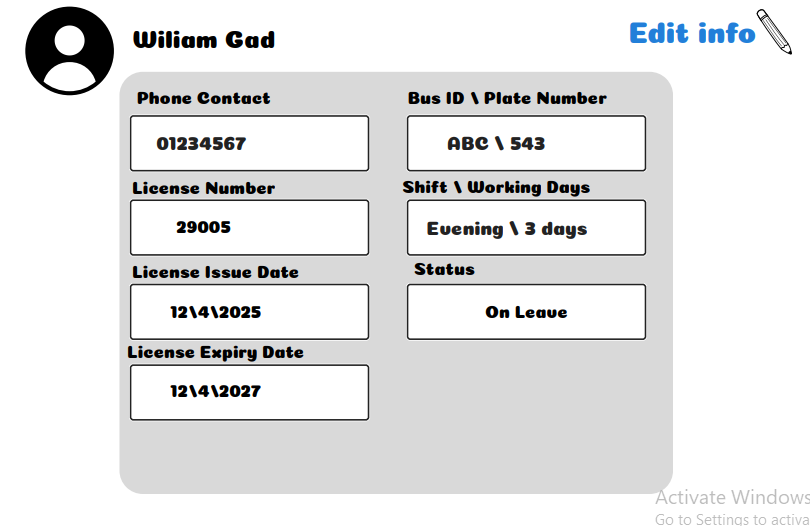 Wiliam Gad
Edit info
Phone Contact
01234567
Bus ID \ Plate Number
ABC \ 543
License Number
29005
Shift \ Working Days
Evening \ 3 days
License Issue Date
12\4\2025
Status
On Leave
License Expiry Date
12\4\2027
Activate Windows
Go to Settings to activa